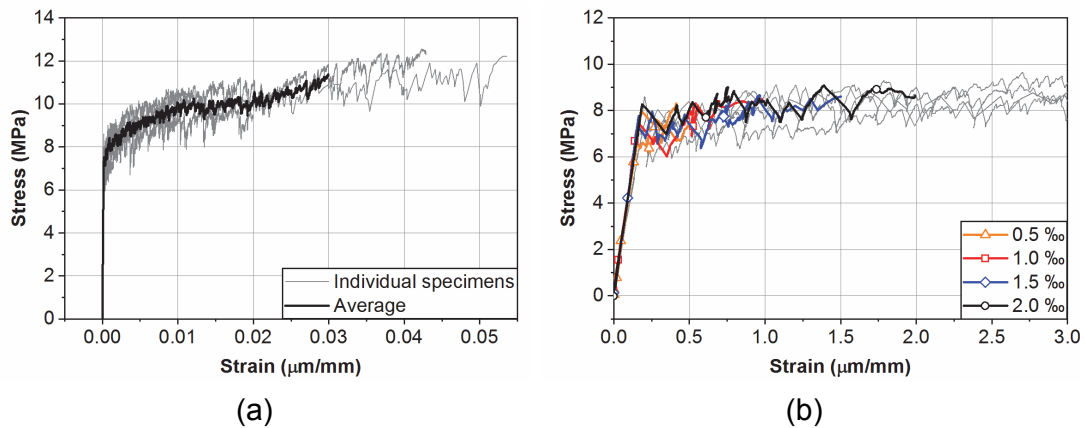 14
12
10
8
6
4
2
0
Stress (MPa)
0.00 0.01 0.02 0.03 0.04 0.05
Strain (μm/mm)
Individual specimens
Average
(a)
12
10
8
6
4
2
0
Stress (MPa)
0.0 0.5 1.0 1.5 2.0 2.5 3.0
Strain (μm/mm)
0.5 ‰
1.0 ‰
1.5 ‰
2.0 ‰
(b)